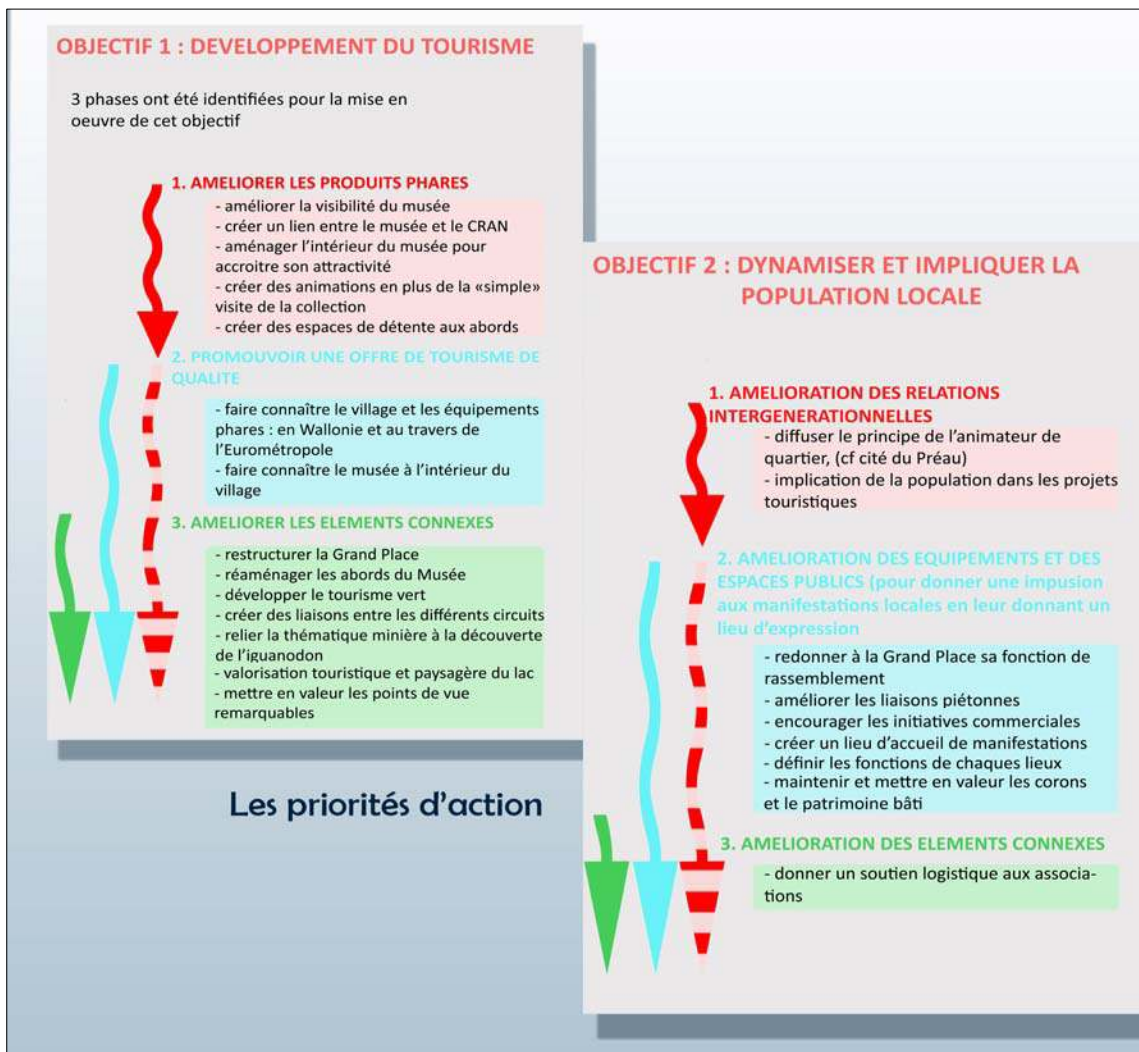 OBJECTIF 1 : DEVELOPPEMENT DU TOURISME
3 phases ont été identifiées pour la mise en
oeuvre de cet objectif
1. AMELIORER LES PRODUITS PHARES
- améliorer la visibilité du musée
- créer un lien entre le musée et le CRAN
- aménager l'intérieur du musée pour
accroitre son attractivité
- créer des animations en plus de la «simple»
visite de la collection
- créer des espaces de détente aux abords
2. PROMOUVOIR UNE OFFRE DE TOURISME DE
QUALITE
- faire connaître le village et les équipements
phares : en Wallonie et au travers de
l'Eurométropole
- faire connaître le musée à l'intérieur du
village
3. AMELIORER LES ELEMENTS CONNEXES
- restructurer la Grand Place
- réaménager les abords du Musée
- développer le tourisme vert
- créer des liaisons entre les différents circuits
- relier la thématique minière à la découverte
de l'iguanodon
- valorisation touristique et paysagère du lac
- mettre en valeur les points de vue
remarquables
Les priorités d'action
OBJECTIF 2 : DYNAMISER ET IMPLIQUER LA
POPULATION LOCALE
1. AMELIORATION DES RELATIONS
INTERGENERATIONNELLES
- diffuser le principe de l'animateur de
quartier, (cf cité du Préau)
- implication de la population dans les projets
touristiques
2. AMELIORATION DES EQUIPEMENTS ET DES
ESPACES PUBLICS (pour donner une impusion
aux manifestations locales en leur donnant un
lieu d'expression
- redonner à la Grand Place sa fonction de
rassemblement
- améliorer les liaisons piétonnes
- encourager les initiatives commerciales
- créer un lieu d'accueil de manifestations
- définir les fonctions de chaques lieux
- maintenir et mettre en valeur les corons
et le patrimoine bâti
3. AMELIORATION DES ELEMENTS CONNEXES
- donner un soutien logistique aux associa-
tions